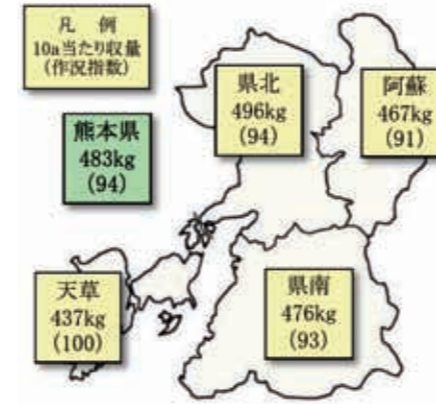 凡 例
10a当たり収量
(作況指数)
熊本県
483kg
(94)
県北
496kg
(94)
阿蘇
467kg
(91)
天草
437kg
(100)
県南
476kg
(93)